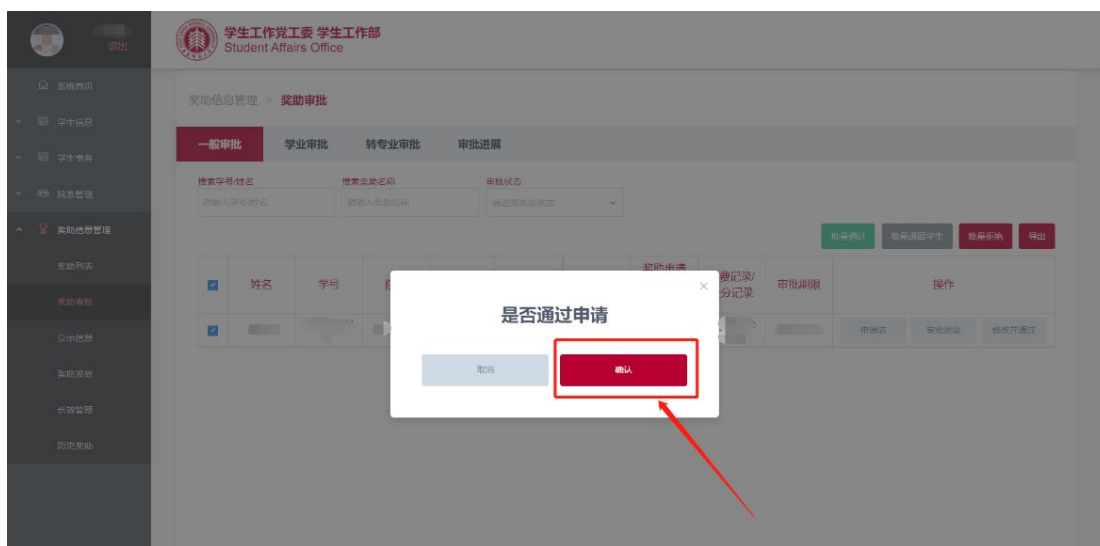 退出
学生工作党工委 学生工作部
Student Affairs Office
系统首页
学生信息
学生事务
院系管理
奖助信息管理
奖助列表
奖助审批
公示信息
奖助发放
长效管理
历史奖助
奖助信息管理 > 奖助审批
一般审批 学业审批 转专业审批 审批进展
搜索学号/姓名 搜索奖助名称 审批状态
请输入学号/姓名 请输入奖助名称 请选择奖助状态
批量通过 批量退回学生 批量拒绝 导出
姓名 学号 奖助申请 费记录/ 分记录 审批期限 操作
申请表 审批进度 修改并通过
是否通过申请
取消 确认